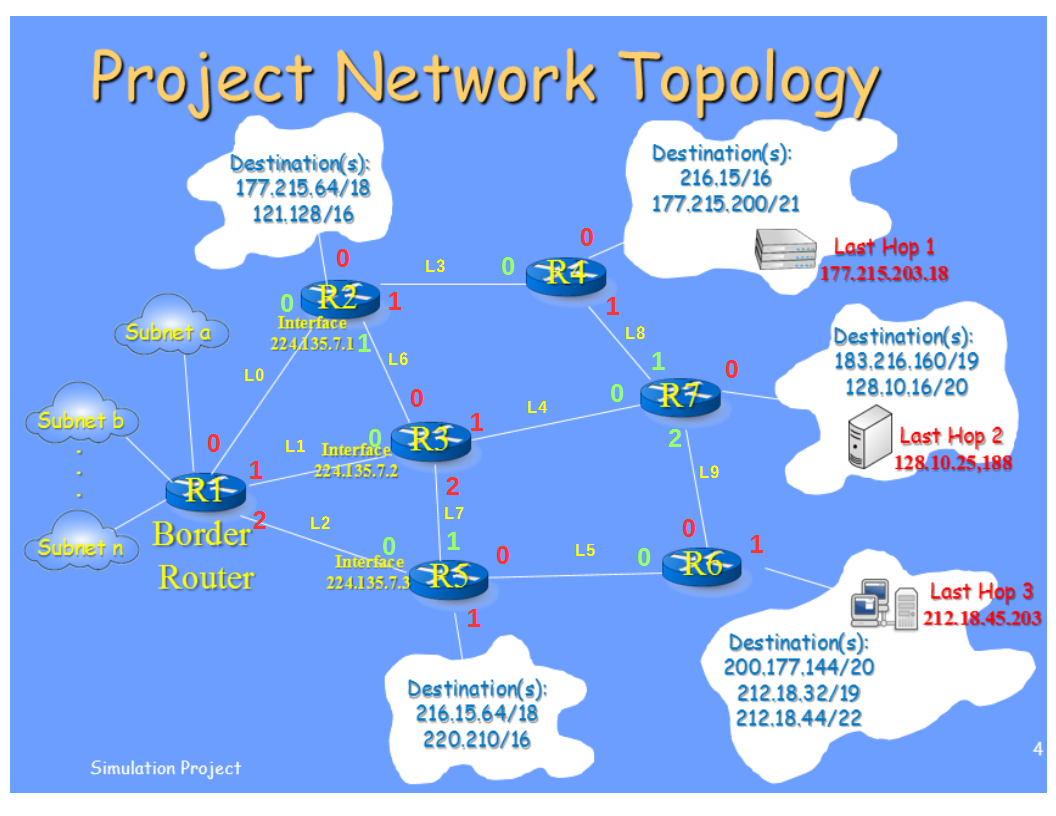 Project Network Topology
Destination(s):
177.215.64/18
121.128/16
Destination(s):
216.15/16
177.215.200/21
Last Hop 1
177.215.203.18
0
0
L3
0
R4
0
R2
1
1
Interface
224.135.7.1
1
Subnet a
L8
Destination(s):
183.216.160/19
128.10.16/20
L6
1
0
L0
0
R7
0
L4
Subnet b
.
.
.
0
1
R3
2
Last Hop 2
128.10.25,188
0
L1
Interface
224.135.7.2
1
R1
2
L9
2
L7
L2
Subnet n
Border
Router
0
1
0
L5
0
0
1
Interface
224.135.7.3
R5
R6
1
Last Hop 3
212.18.45.203
Destination(s):
200.177.144/20
212.18.32/19
212.18.44/22
Destination(s):
216.15.64/18
220.210/16
Simulation Project
4